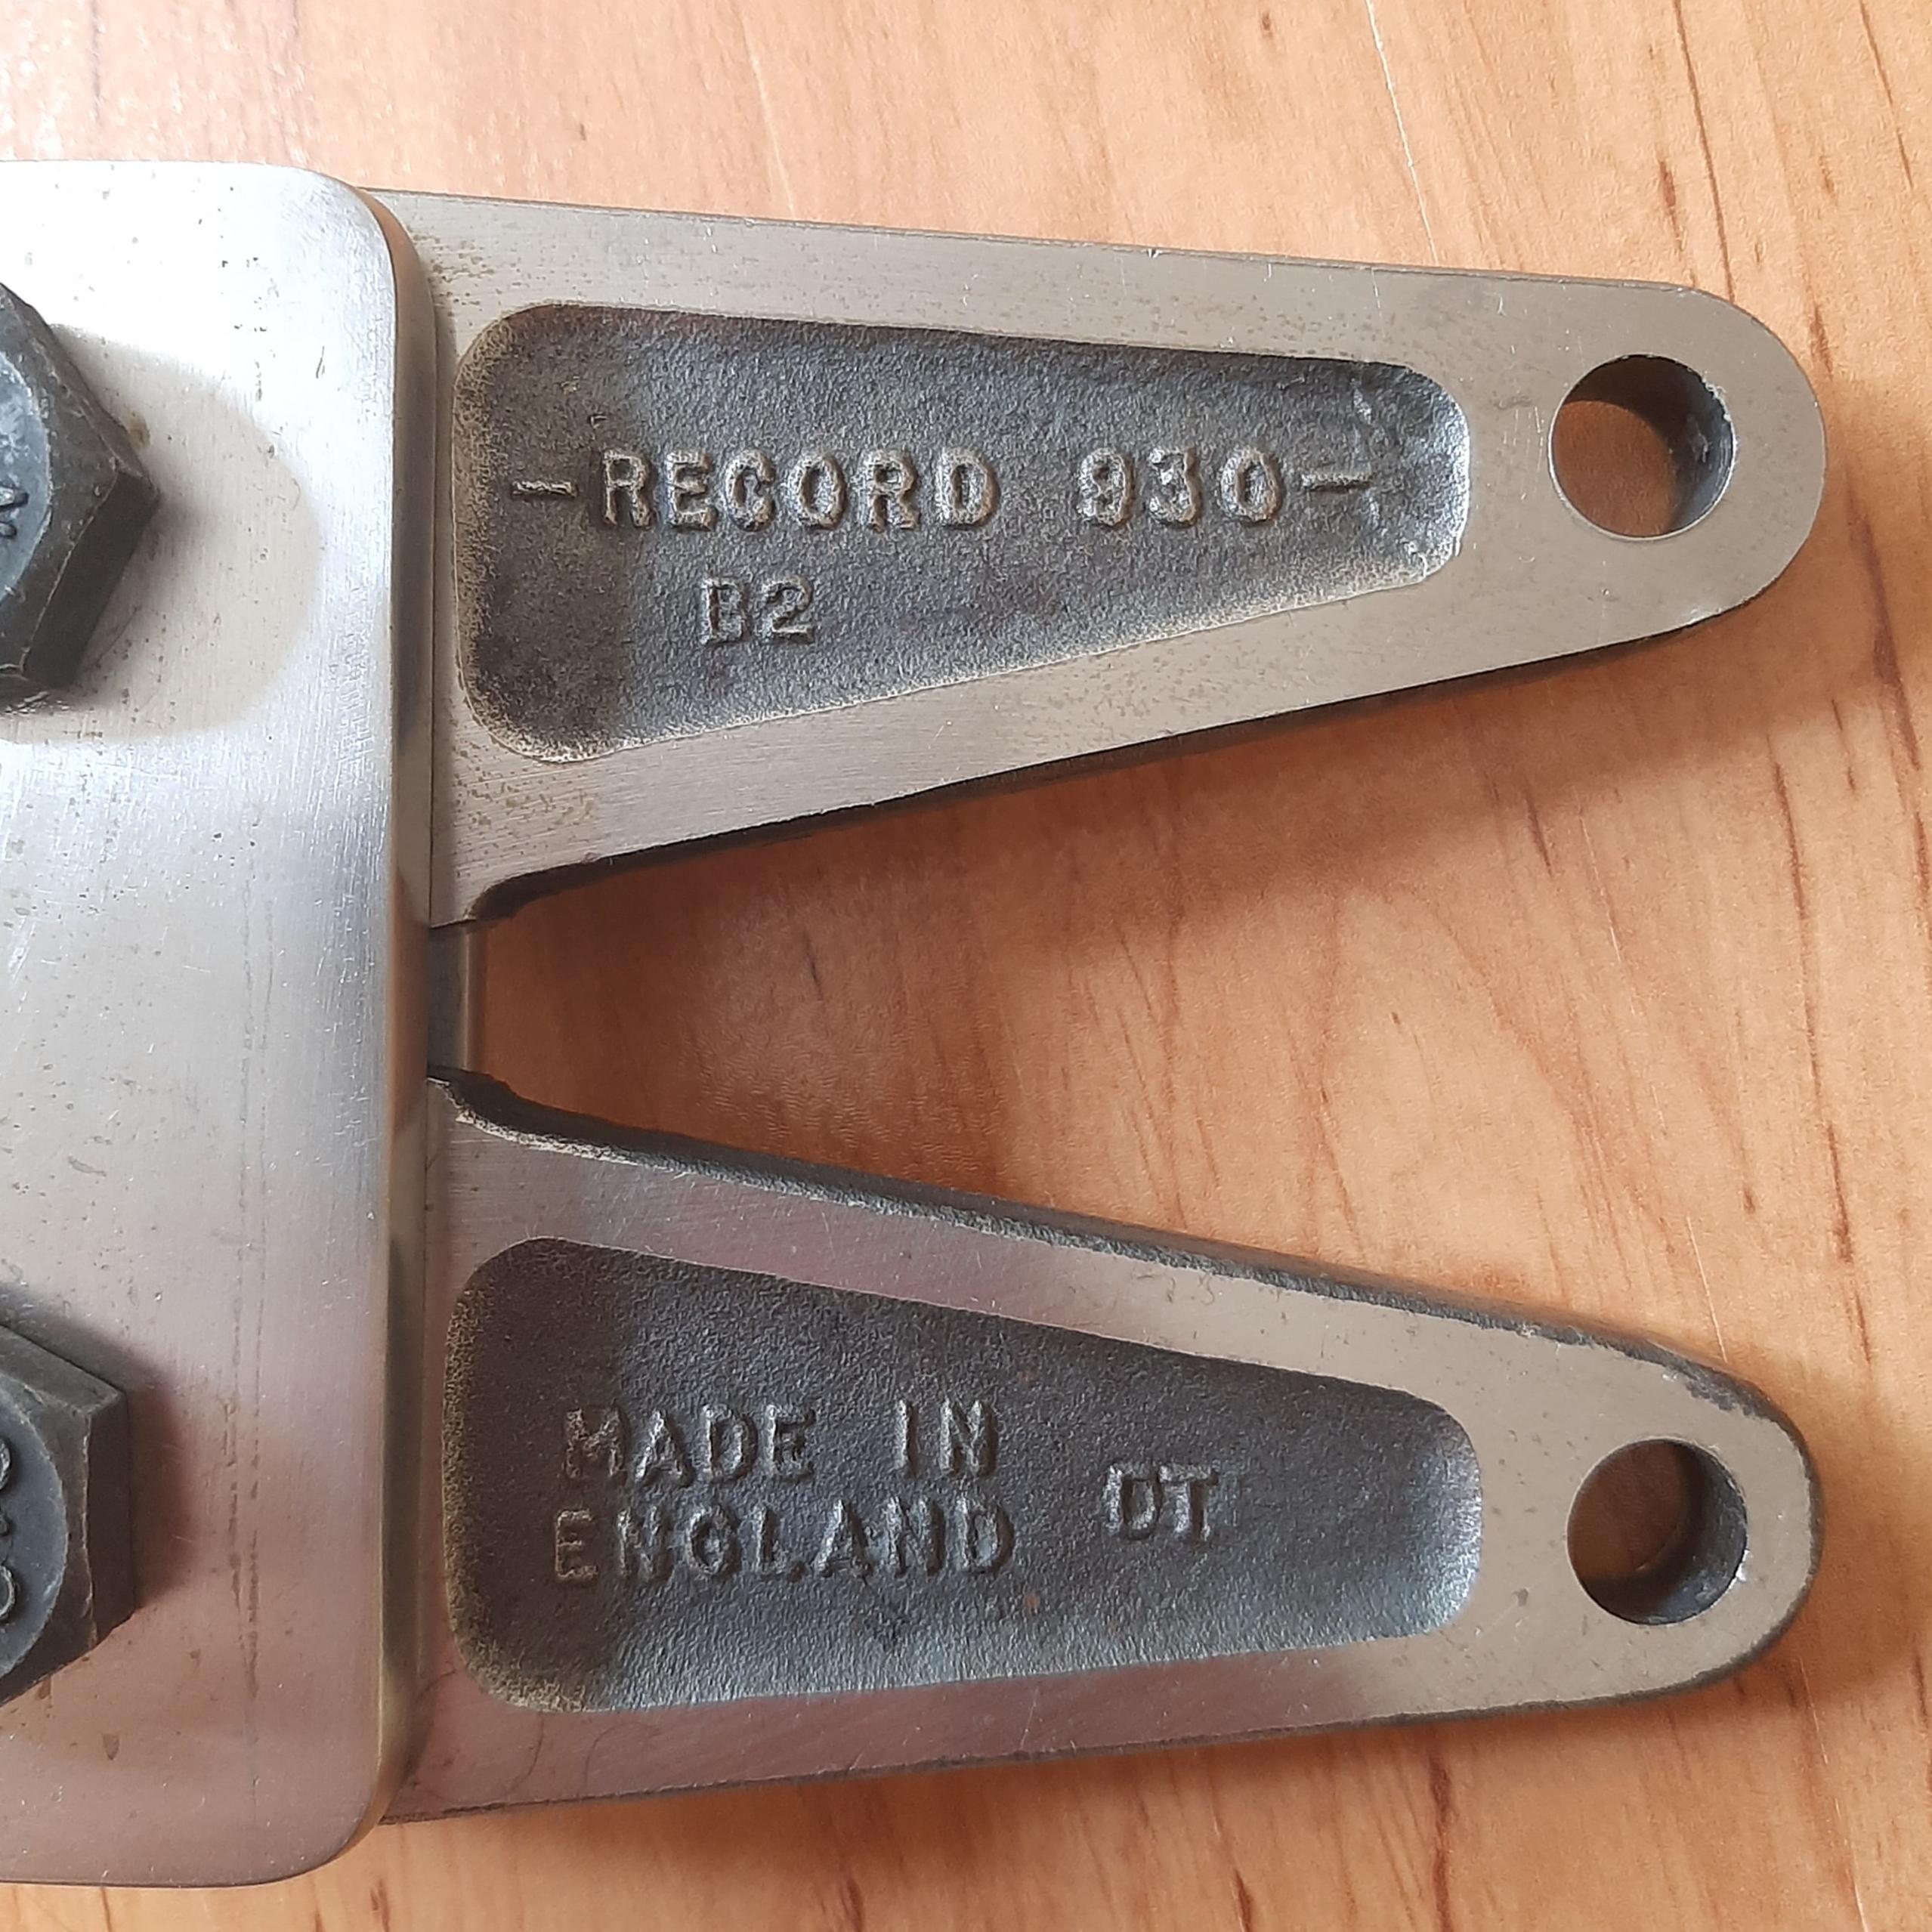 -RECORD 930-
B2
MADE IN
ENGLAND
DT